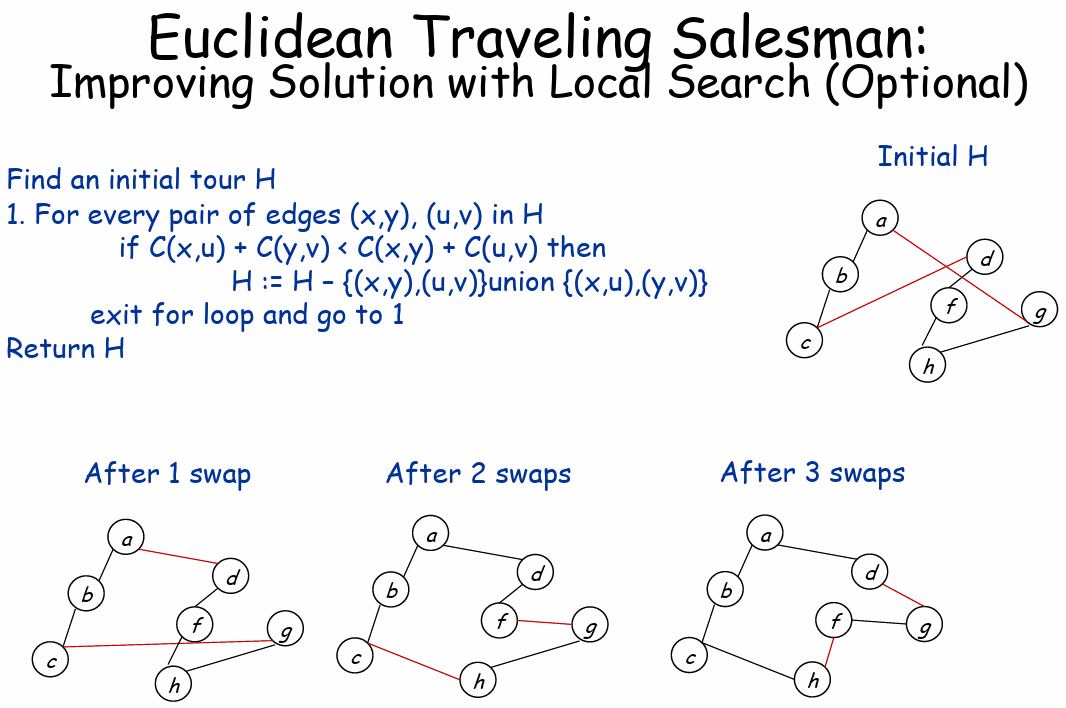 Euclidean Traveling Salesman:
Improving Solution with Local Search (Optional)
Find an initial tour H
1. For every pair of edges (x,y), (u,v) in H
if C(x,u) + C(y,v) < C(x,y) + C(u,v) then
H := H – {(x,y),(u,v)}union {(x,u),(y,v)}
exit for loop and go to 1
Return H
Initial H
a
d
b
f
g
c
h
After 1 swap
a
d
b
f
g
c
h
After 2 swaps
a
d
b
f
g
c
h
After 3 swaps
a
d
b
f
g
c
h